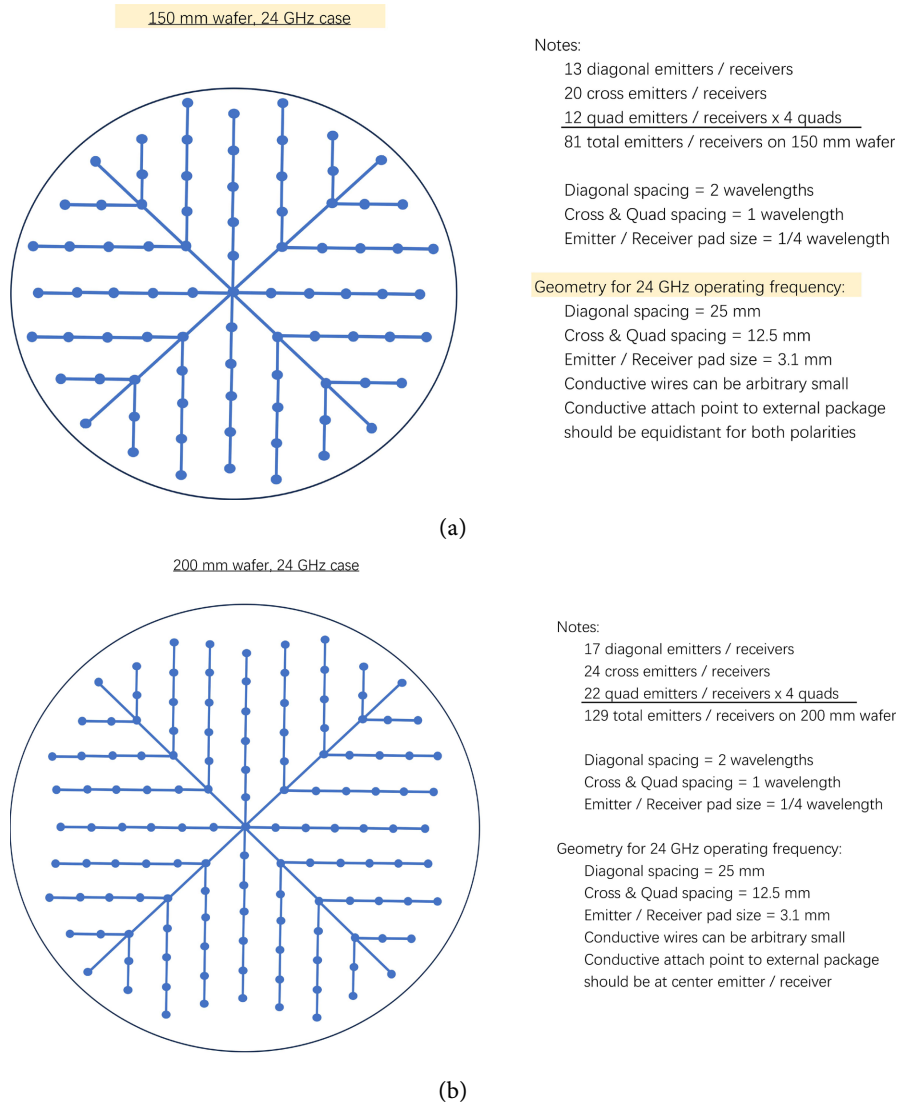 150 mm wafer, 24 GHz case
Notes:
13 diagonal emitters / receivers
20 cross emitters / receivers
12 quad emitters / receivers x 4 quads
81 total emitters / receivers on 150 mm wafer
Diagonal spacing = 2 wavelengths
Cross & Quad spacing = 1 wavelength
Emitter / Receiver pad size = 1/4 wavelength
Geometry for 24 GHz operating frequency:
Diagonal spacing = 25 mm
Cross & Quad spacing = 12.5 mm
Emitter / Receiver pad size = 3.1 mm
Conductive wires can be arbitrary small
Conductive attach point to external package
should be equidistant for both polarities
(a)
200 mm wafer, 24 GHz case
Notes:
17 diagonal emitters / receivers
24 cross emitters / receivers
22 quad emitters / receivers x 4 quads
129 total emitters / receivers on 200 mm wafer
Diagonal spacing = 2 wavelengths
Cross & Quad spacing = 1 wavelength
Emitter / Receiver pad size = 1/4 wavelength
Geometry for 24 GHz operating frequency:
Diagonal spacing = 25 mm
Cross & Quad spacing = 12.5 mm
Emitter / Receiver pad size = 3.1 mm
Conductive wires can be arbitrary small
Conductive attach point to external package
should be at center emitter / receiver
(b)